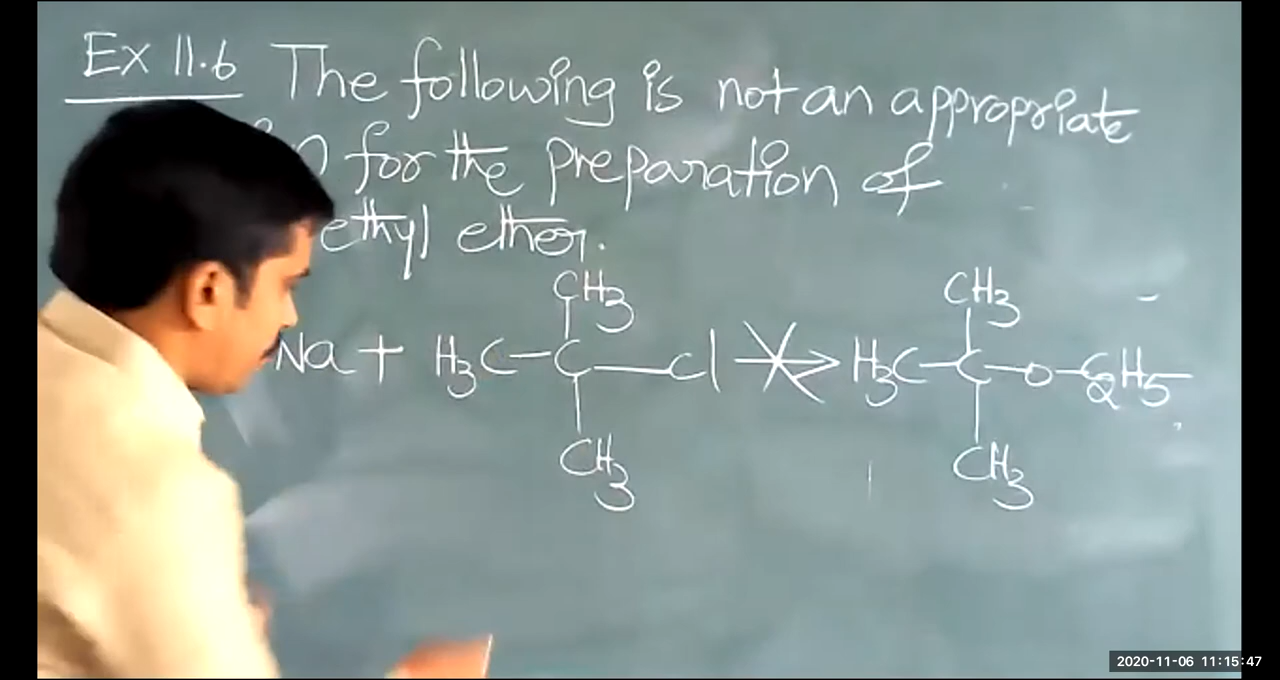 Ex 11.6 The following is not an appropriate
for the preparation of
ethyl ether.
CH3 CH3
Na + H3C-C-Cl H3C-C-O-C2H5
CH3 CH3
2020-11-06 11:15:47